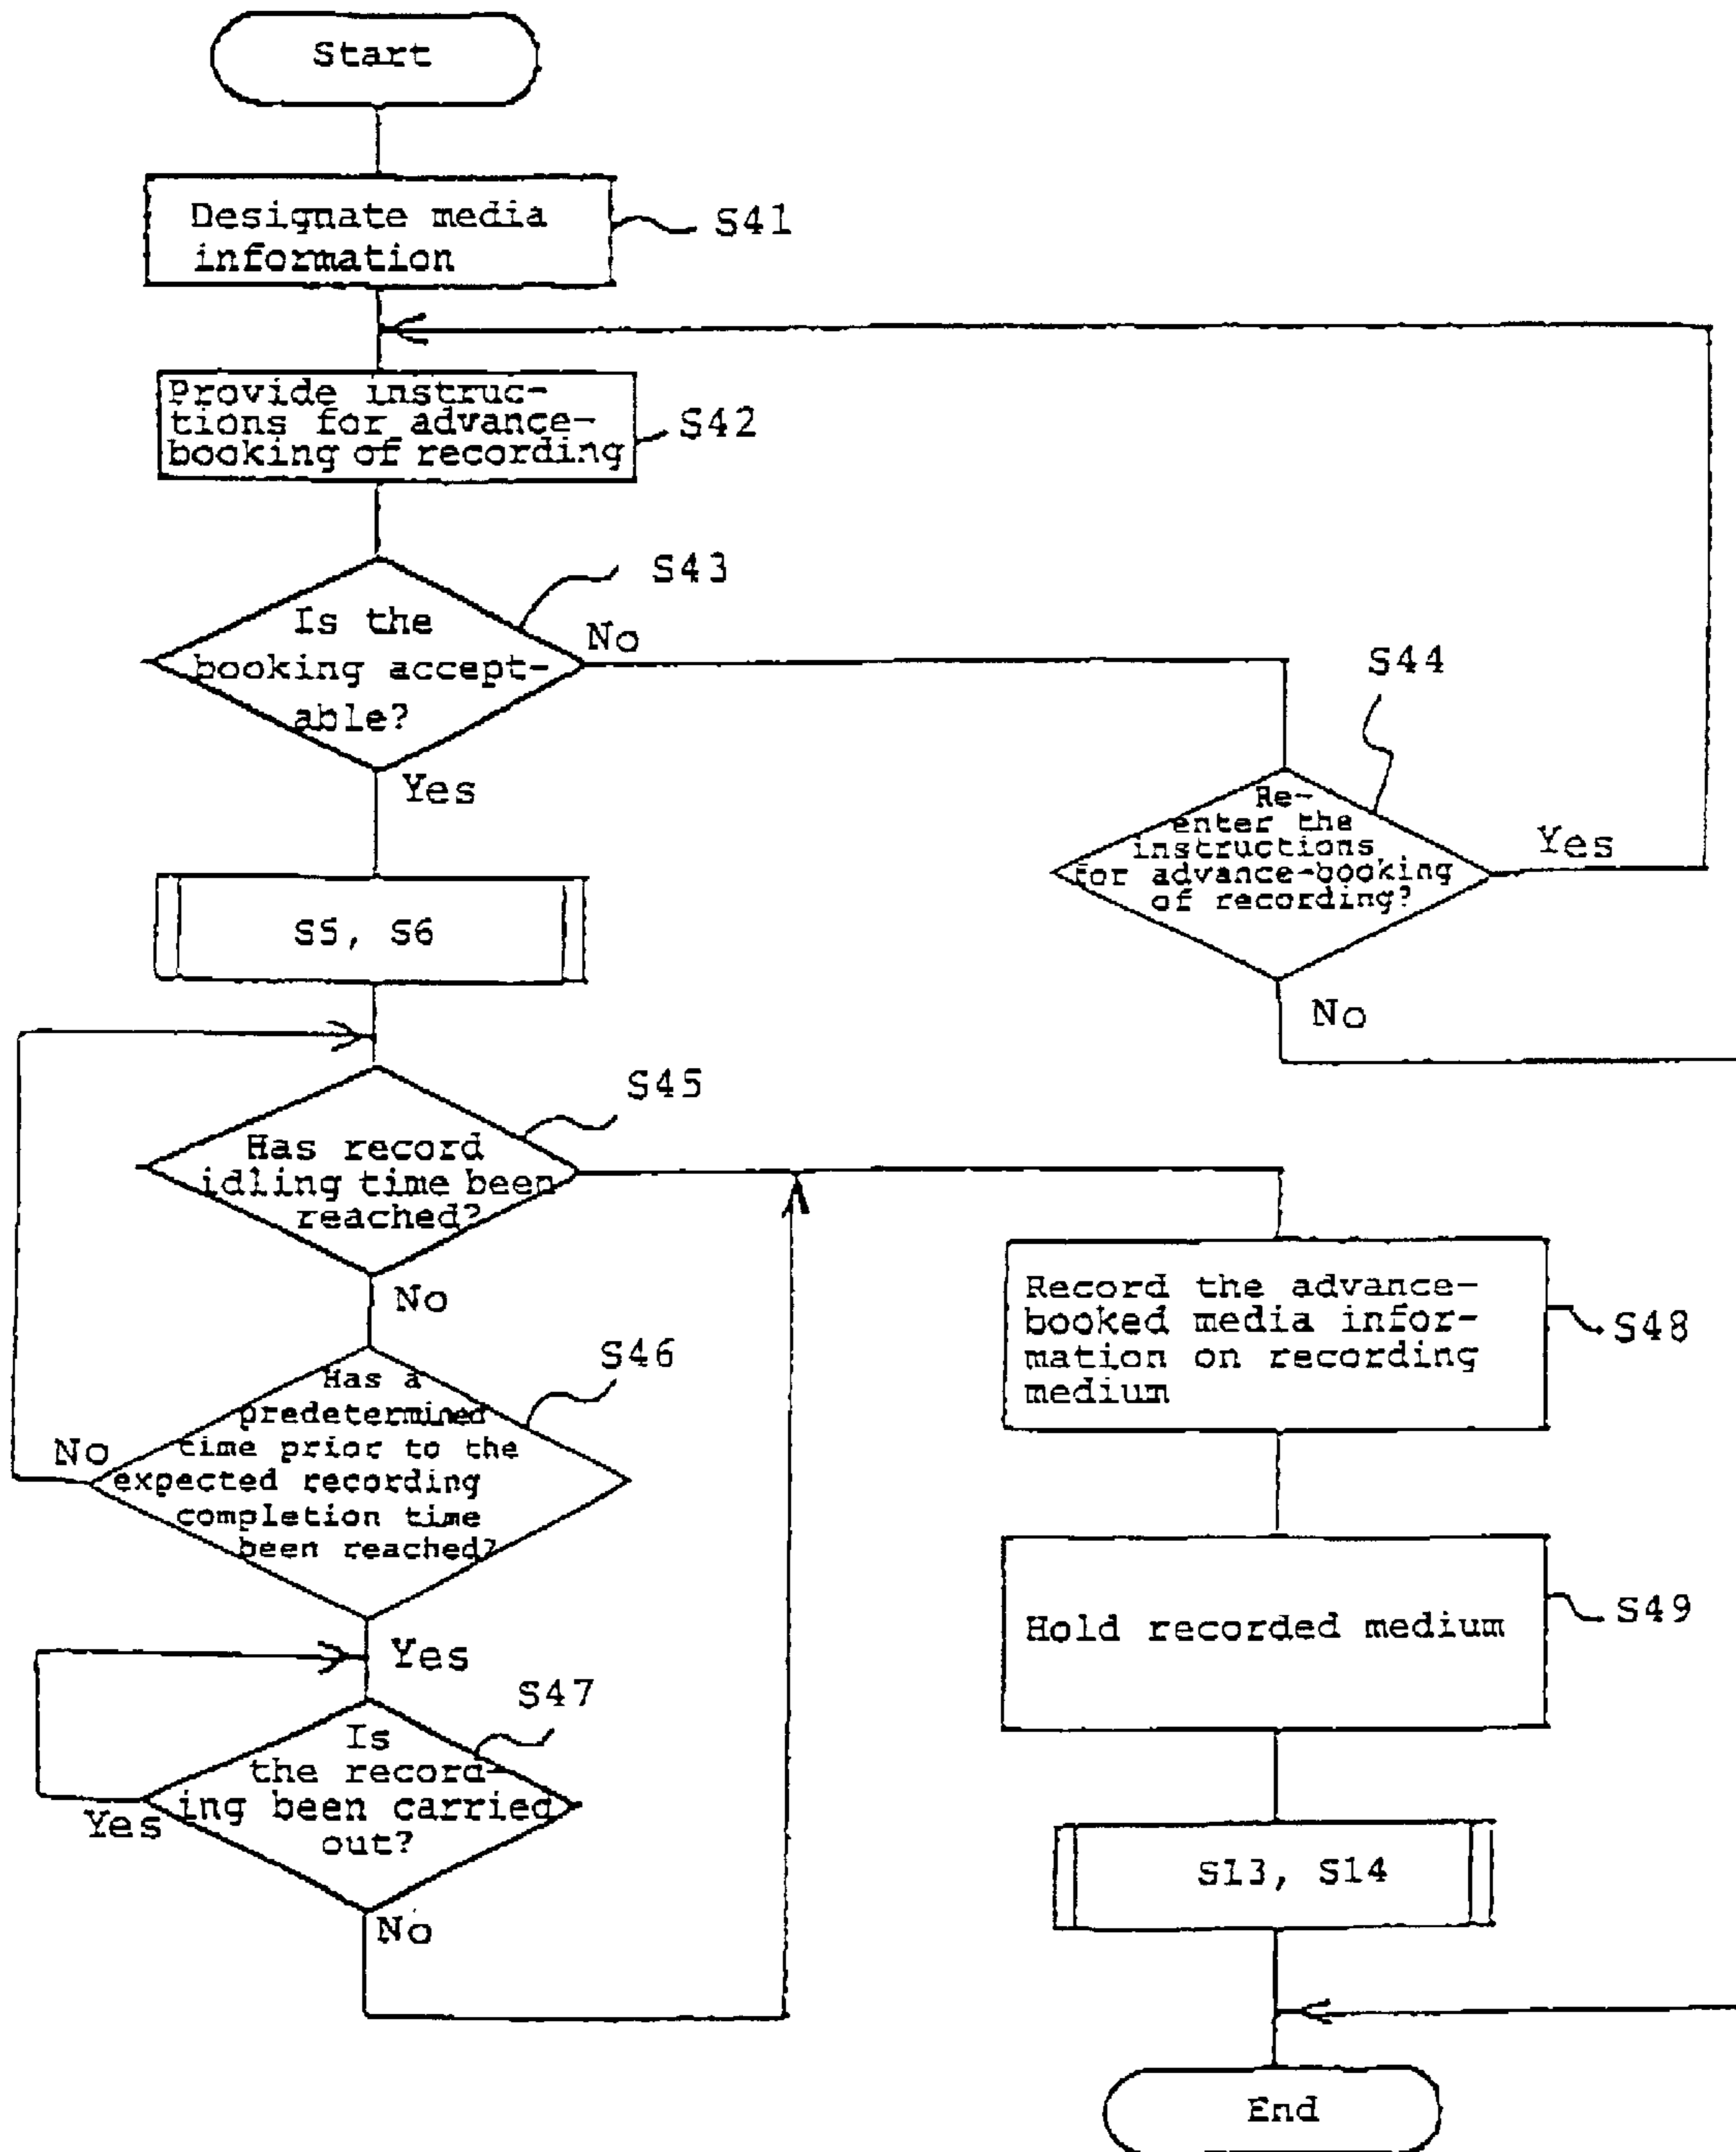 Start
Designate media
information
S41
Provide instruc-
tions for advance-
booking of recording
S42
S43
Is the
booking accept-
able?
No
Yes
S44
Re-
enter the
instructions
for advance-booking
of recording?
Yes
No
S5, S6
S45
Has record
idling time been
reached?
No
S46
Has a
predetermined
time prior to the
expected recording
completion time
been reached?
No
Yes
S47
Is
the record-
ing been carried
out?
Yes
No
Record the advance-
booked media infor-
mation on recording
medium
S48
Hold recorded medium
S49
S13, S14
End